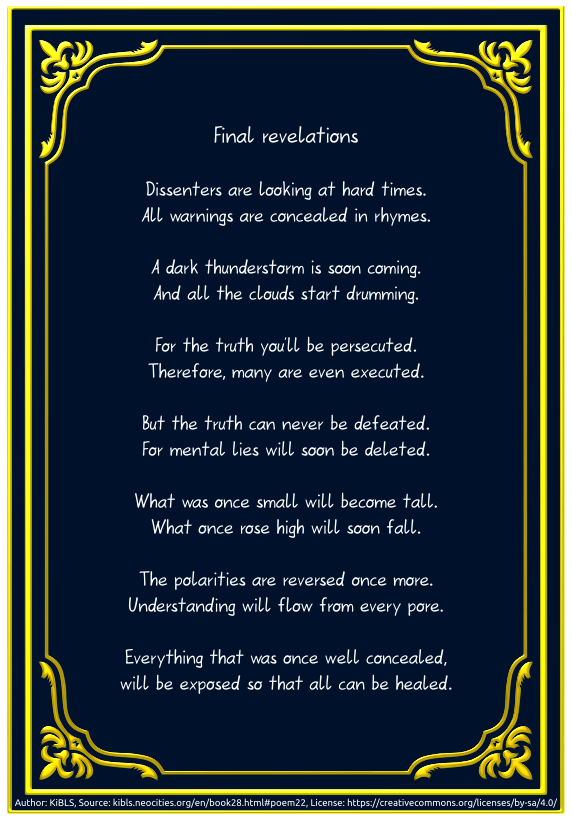 Final revelations
Dissenters are looking at hard times.
All warnings are concealed in rhymes.
A dark thunderstorm is soon coming.
And all the clouds start drumming.
For the truth you'll be persecuted.
Therefore, many are even executed.
But the truth can never be defeated.
For mental lies will soon be deleted.
What was once small will become tall.
What once rose high will soon fall.
The polarities are reversed once more.
Understanding will flow from every pore.
Everything that was once well concealed,
will be exposed so that all can be healed.
Author: KiBLS, Source: kibls.neocities.org/en/book28.html#poem22, License: https://creativecommons.org/licenses/by-sa/4.0/